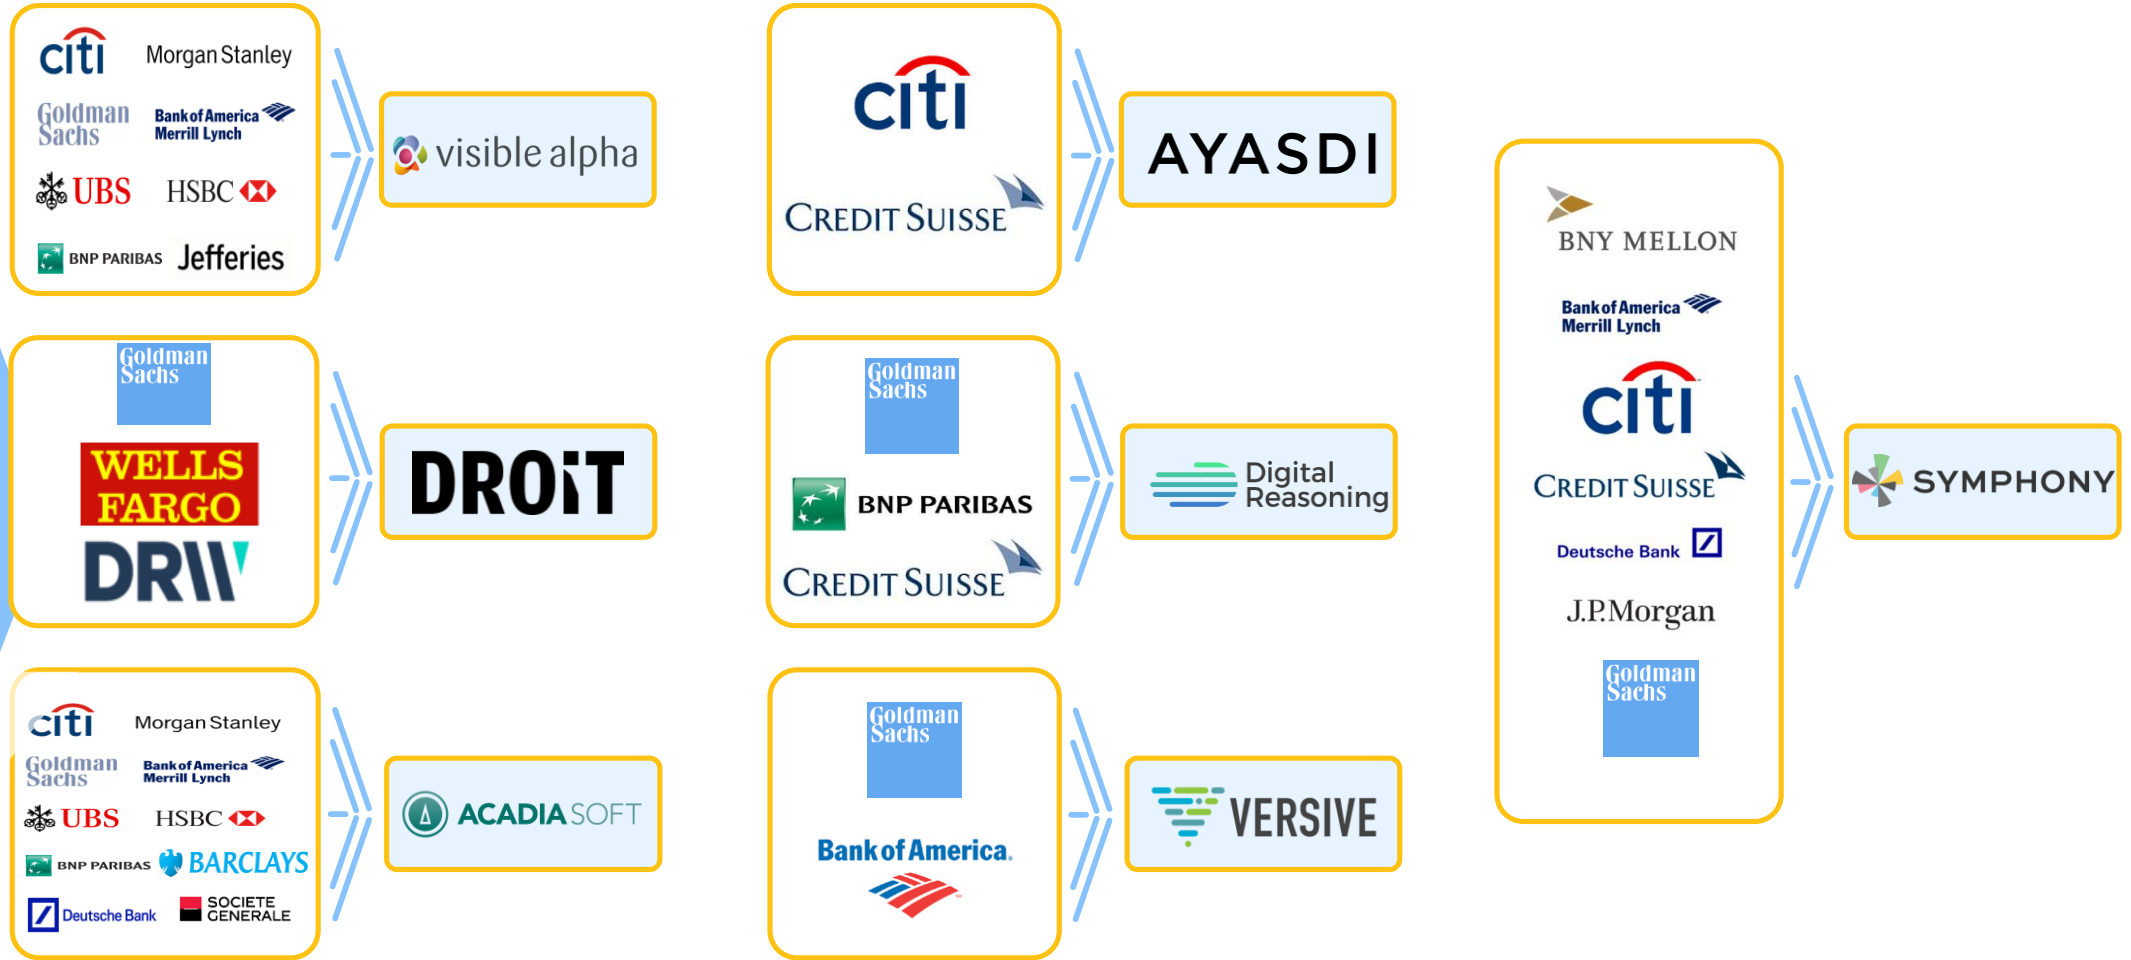 citi
Morgan Stanley
Goldman
Sachs
Bank of America
Merrill Lynch
UBS
HSBC
BNP PARIBAS
Jefferies
visible alpha
citi
CREDIT SUISSE
AYASDI
Goldman
Sachs
WELLS
FARGO
DRW
DROiT
Goldman
Sachs
BNP PARIBAS
CREDIT SUISSE
Digital
Reasoning
citi
Morgan Stanley
Goldman
Sachs
Bank of America
Merrill Lynch
UBS
HSBC
BNP PARIBAS
BARCLAYS
Deutsche Bank
SOCIETE
GENERALE
ACADIASOFT
Goldman
Sachs
Bank of America
VERSIVE
BNY MELLON
Bank of America
Merrill Lynch
citi
CREDIT SUISSE
Deutsche Bank
J.P.Morgan
Goldman
Sachs
SYMPHONY